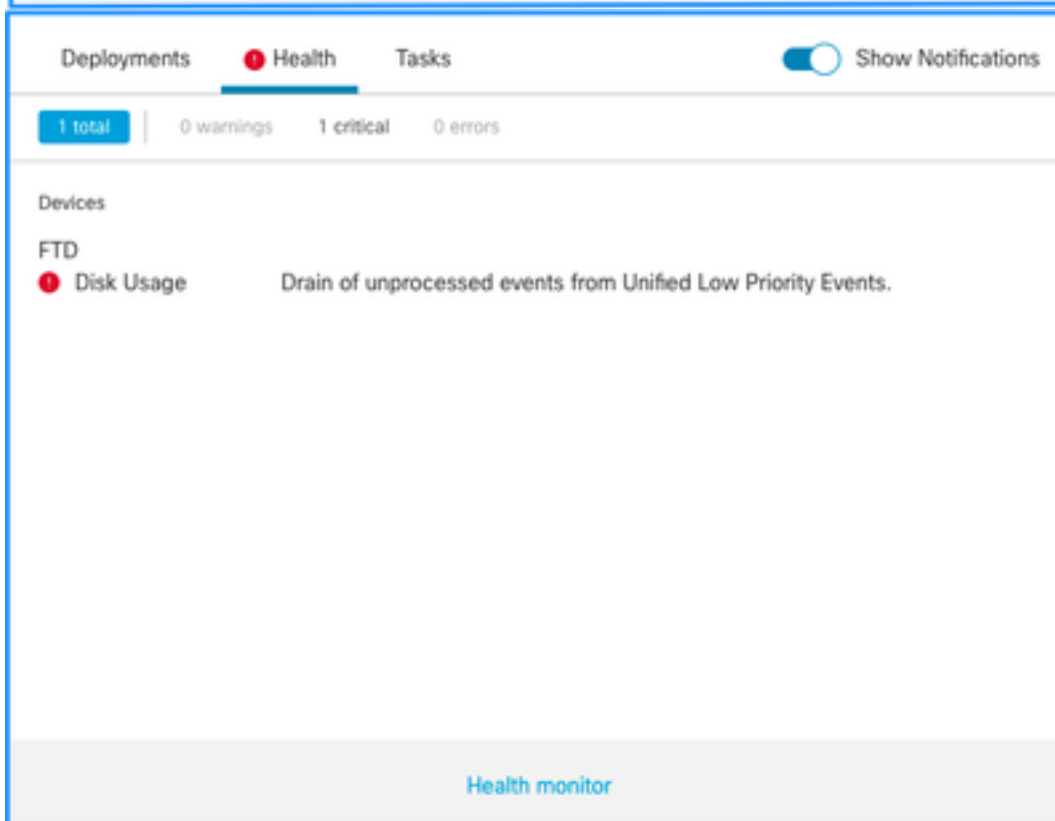 Deployments Health Tasks Show Notifications
1 total 0 warnings 1 critical 0 errors
Devices
FTD
Disk Usage Drain of unprocessed events from Unified Low Priority Events.
Health monitor